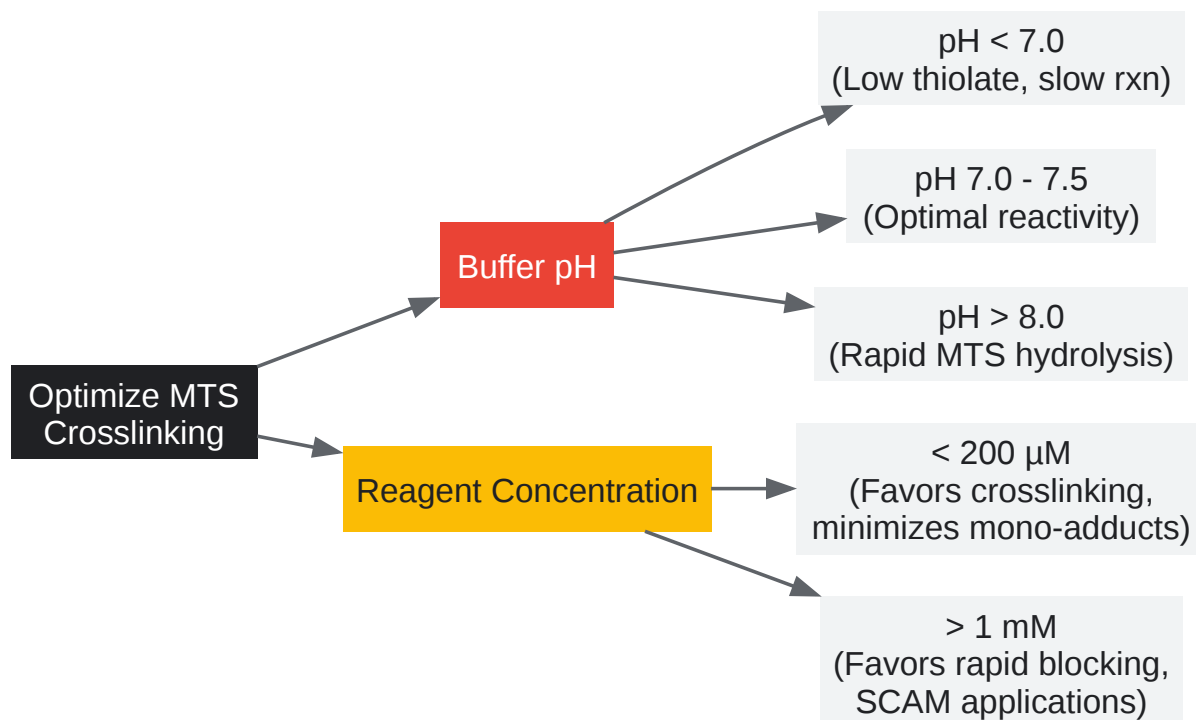 Optimize MTS
Crosslinking
Buffer pH
pH < 7.0
(Low thiolate, slow rxn)
pH 7.0 - 7.5
(Optimal reactivity)
pH > 8.0
(Rapid MTS hydrolysis)
Reagent Concentration
< 200 µM
(Favors crosslinking,
minimizes mono-adducts)
> 1 mM
(Favors rapid blocking,
SCAM applications)